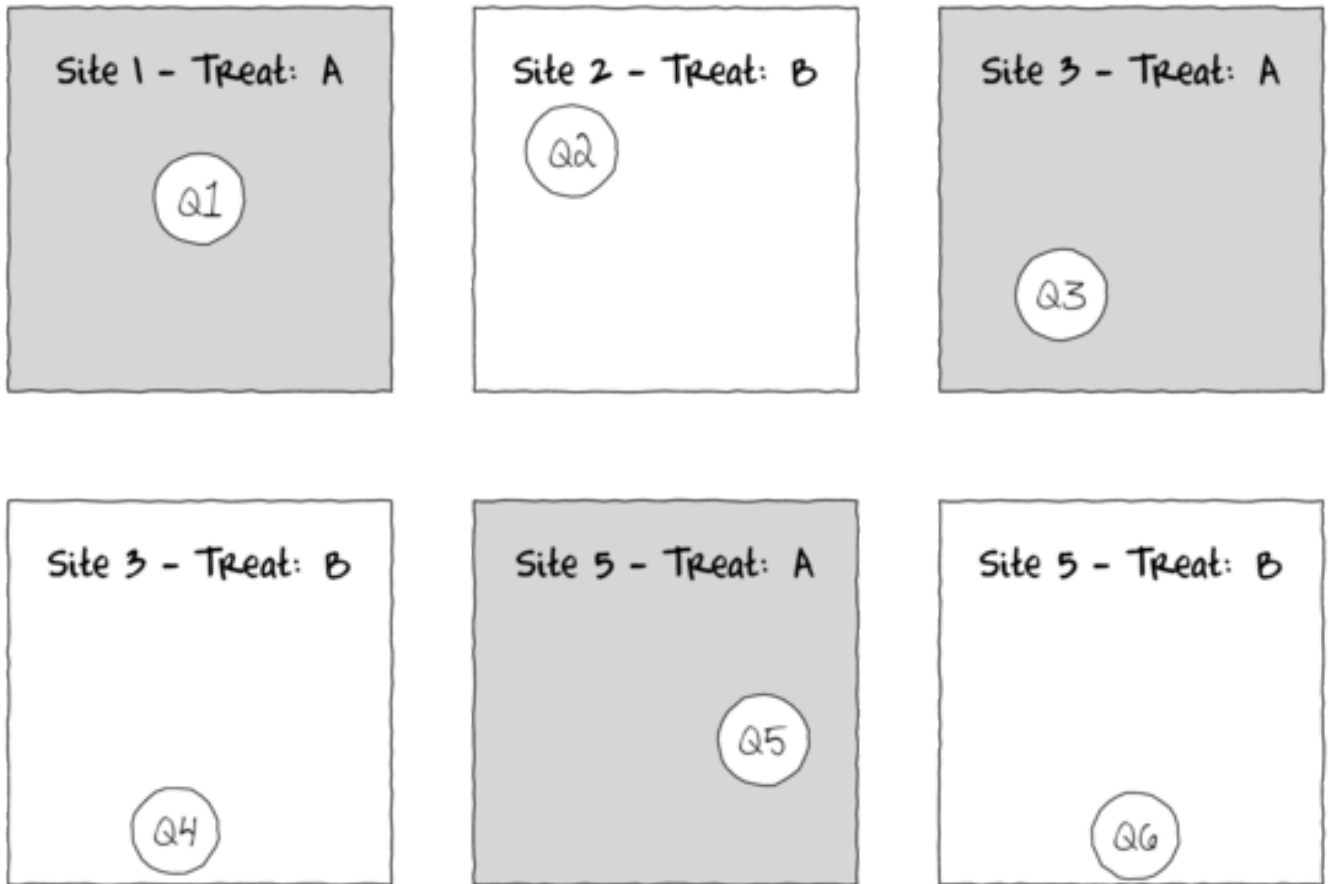 Site 1 - Treat: A
Q1
Site 2 - Treat: B
Q2
Site 3 - Treat: A
Q3
Site 3 - Treat: B
Q4
Site 5 - Treat: A
Q5
Site 5 - Treat: B
Q6